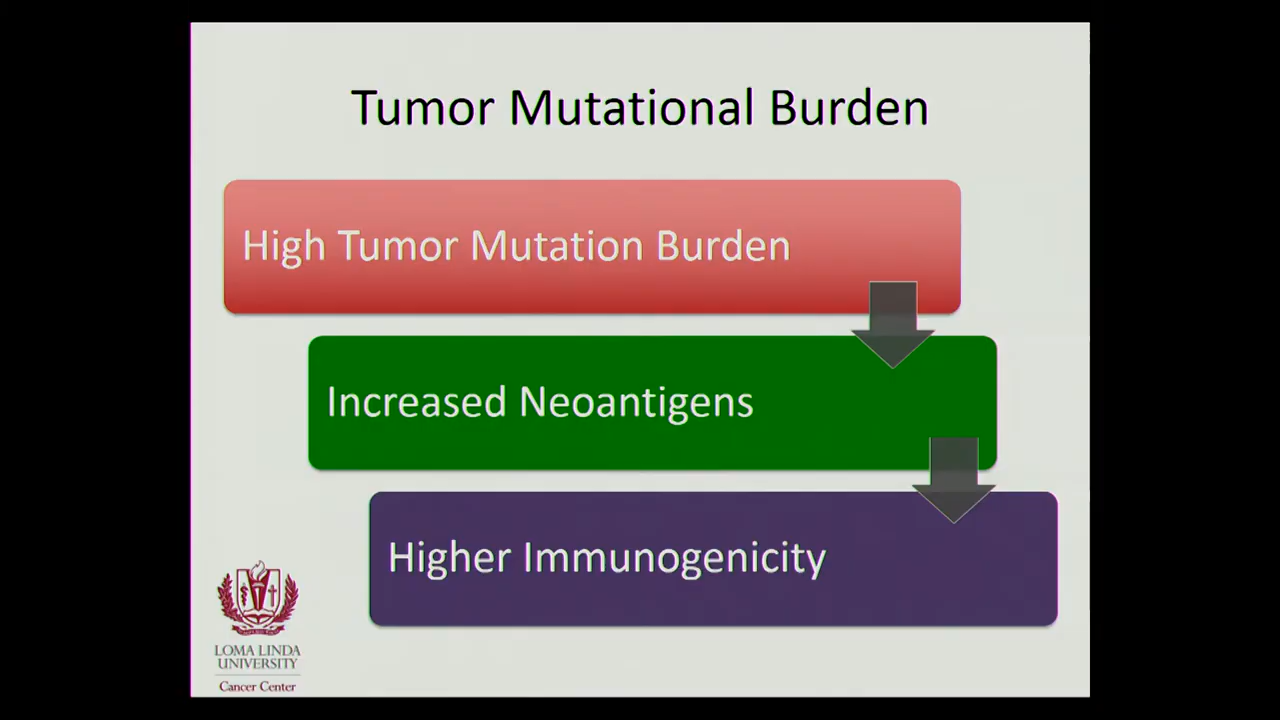 Tumor Mutational Burden
High Tumor Mutation Burden
Increased Neoantigens
Higher Immunogenicity
LOMA LINDA
UNIVERSITY
Cancer Center